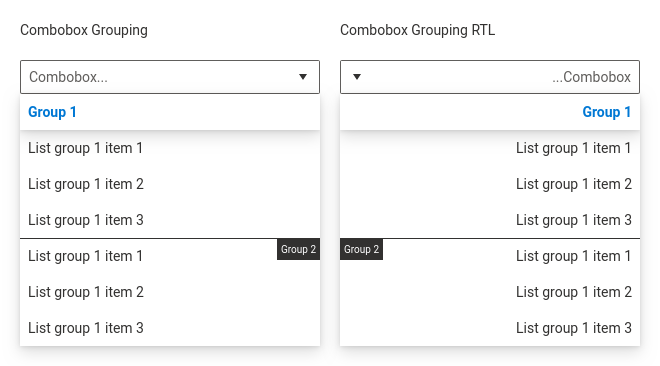 Combobox Grouping
Combobox...
Group 1
List group 1 item 1
List group 1 item 2
List group 1 item 3
Group 2
List group 1 item 1
List group 1 item 2
List group 1 item 3
Combobox Grouping RTL
...Combobox
Group 1
List group 1 item 1
List group 1 item 2
List group 1 item 3
Group 2
List group 1 item 1
List group 1 item 2
List group 1 item 3